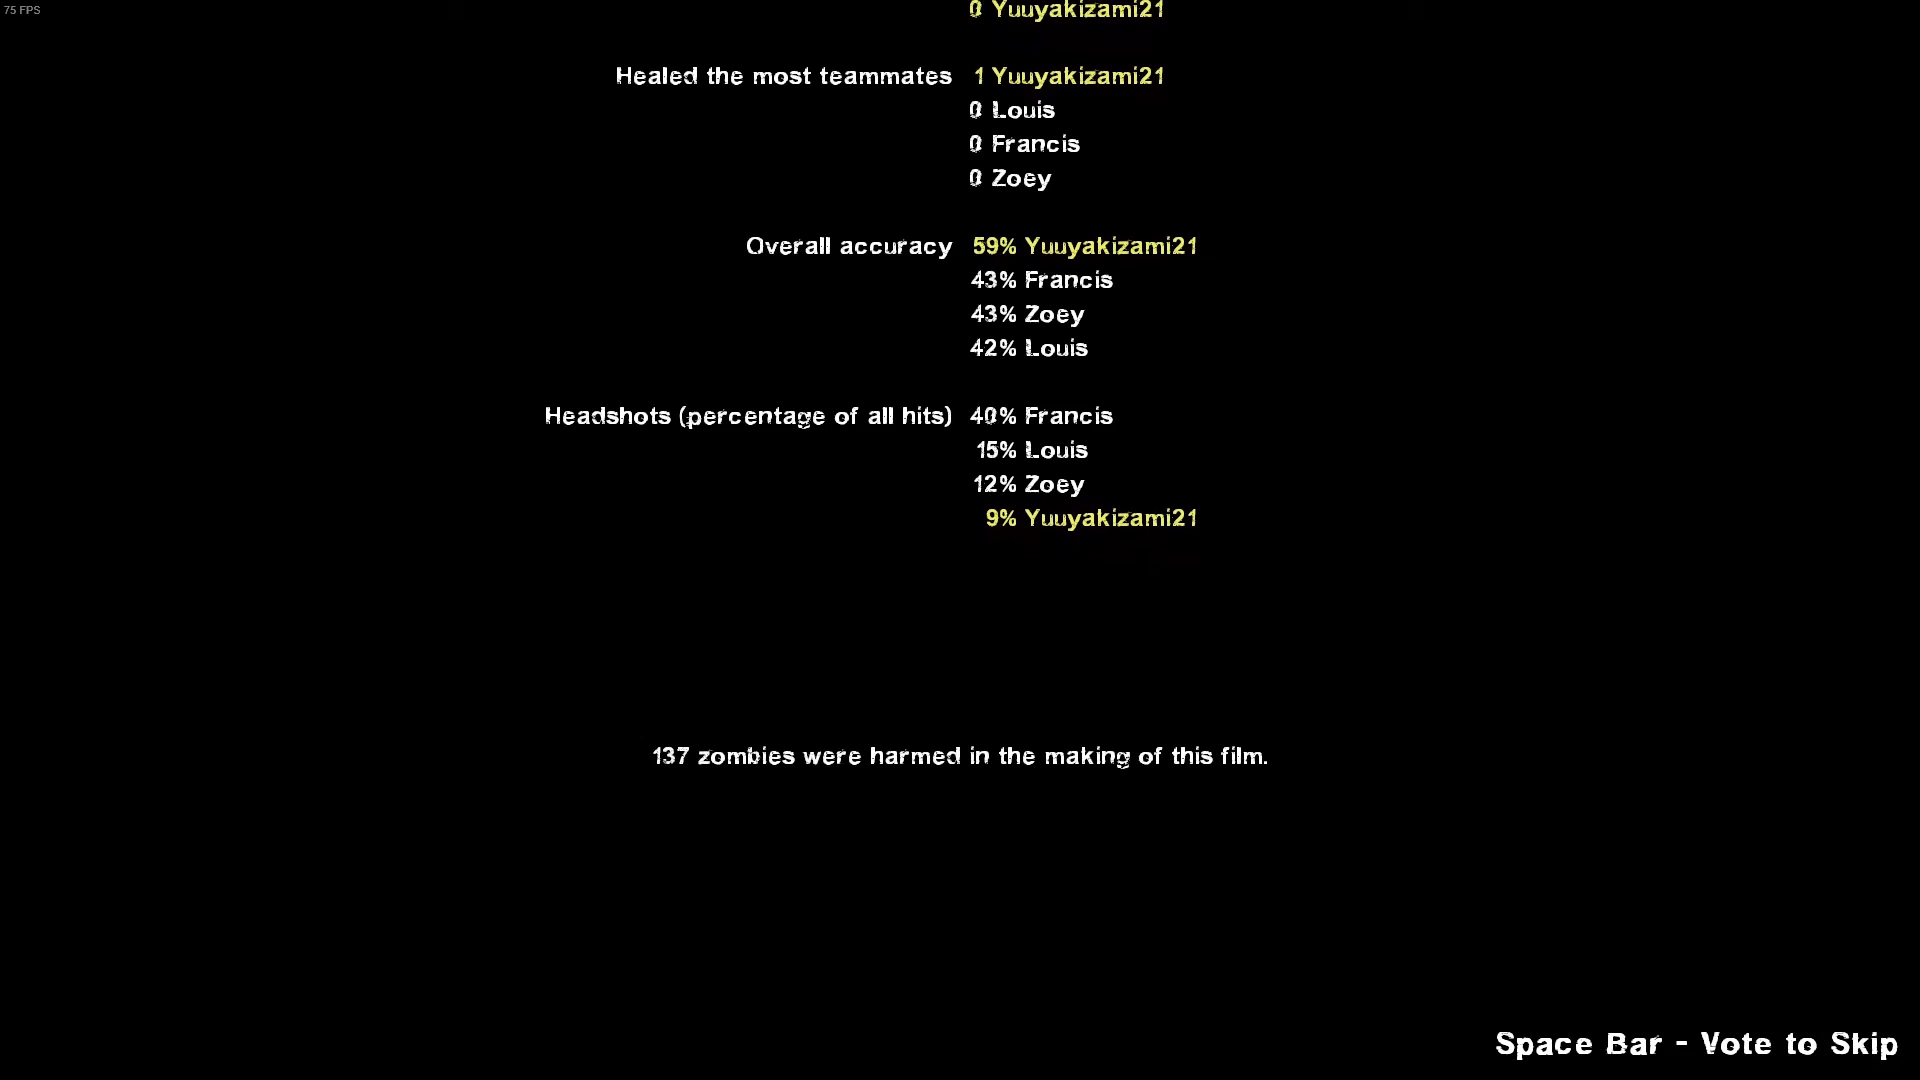 75 FPS
0 Yuuyakizami21
Healed the most teammates 1 Yuuyakizami21
0 Louis
0 Francis
0 Zoey
Overall accuracy 59% Yuuyakizami21
43% Francis
43% Zoey
42% Louis
Headshots (percentage of all hits) 40% Francis
15% Louis
12% Zoey
9% Yuuyakizami21
137 zombies were harmed in the making of this film.
Space Bar - Vote to Skip